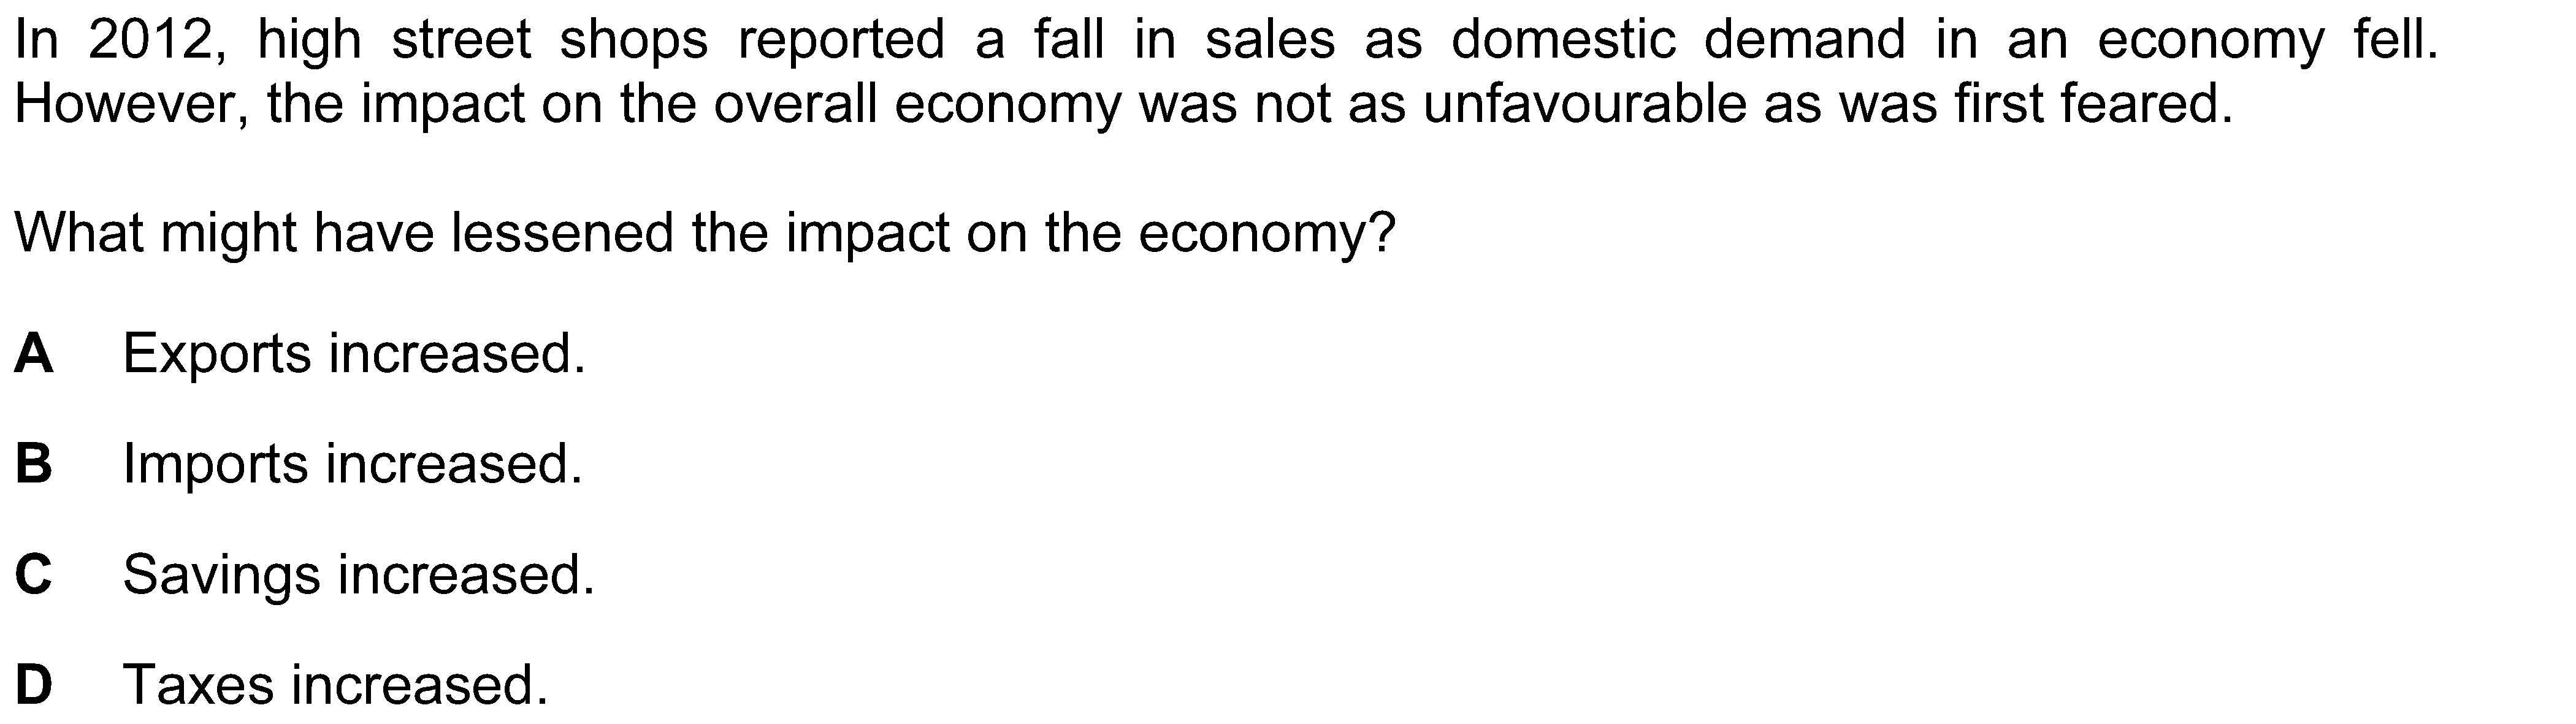 In 2012, high street shops reported a fall in sales as domestic demand in an economy fell.
However, the impact on the overall economy was not as unfavourable as was first feared.
What might have lessened the impact on the economy?
A Exports increased.
B Imports increased.
C Savings increased.
D Taxes increased.